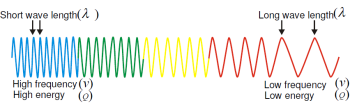 Short wave length(λ)
Long wave length(λ)
High frequency (ν)
High energy (υ)
Low frequency (ν)
Low energy (υ)